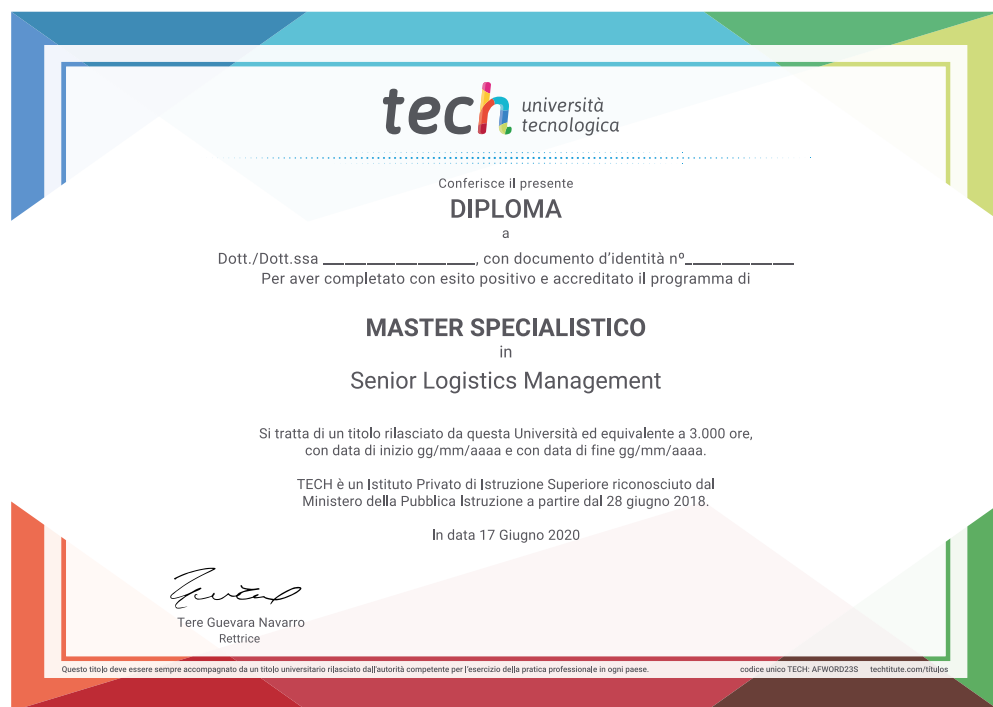 tech università
tecnologica
Conferisce il presente
DIPLOMA
a
Dott./Dott.ssa ________________, con documento d'identità nº____________
Per aver completato con esito positivo e accreditato il programma di
MASTER SPECIALISTICO
in
Senior Logistics Management
Si tratta di un titolo rilasciato da questa Università ed equivalente a 3.000 ore,
con data di inizio gg/mm/aaaa e con data di fine gg/mm/aaaa.
TECH è un Istituto Privato di Istruzione Superiore riconosciuto dal
Ministero della Pubblica Istruzione a partire dal 28 giugno 2018.
In data 17 Giugno 2020
Tere Guevara Navarro
Rettrice
Questo titolo deve essere sempre accompagnato da un titolo universitario rilasciato dall'autorità competente per l'esercizio della pratica professionale in ogni paese. codice unico TECH: AFWORD23S techtitute.com/títulos